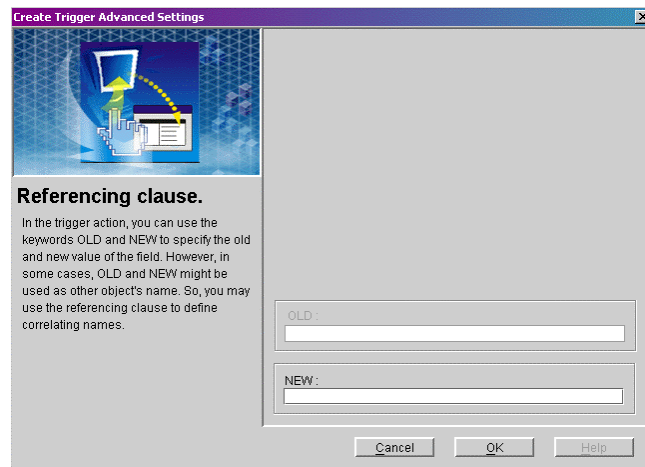 Create Trigger Advanced Settings
Referencing clause.
In the trigger action, you can use the
keywords OLD and NEW to specify the old
and new value of the field. However, in
some cases, OLD and NEW might be
used as other object's name. So, you may
use the referencing clause to define
correlating names.
OLD :
NEW :
Cancel OK Help